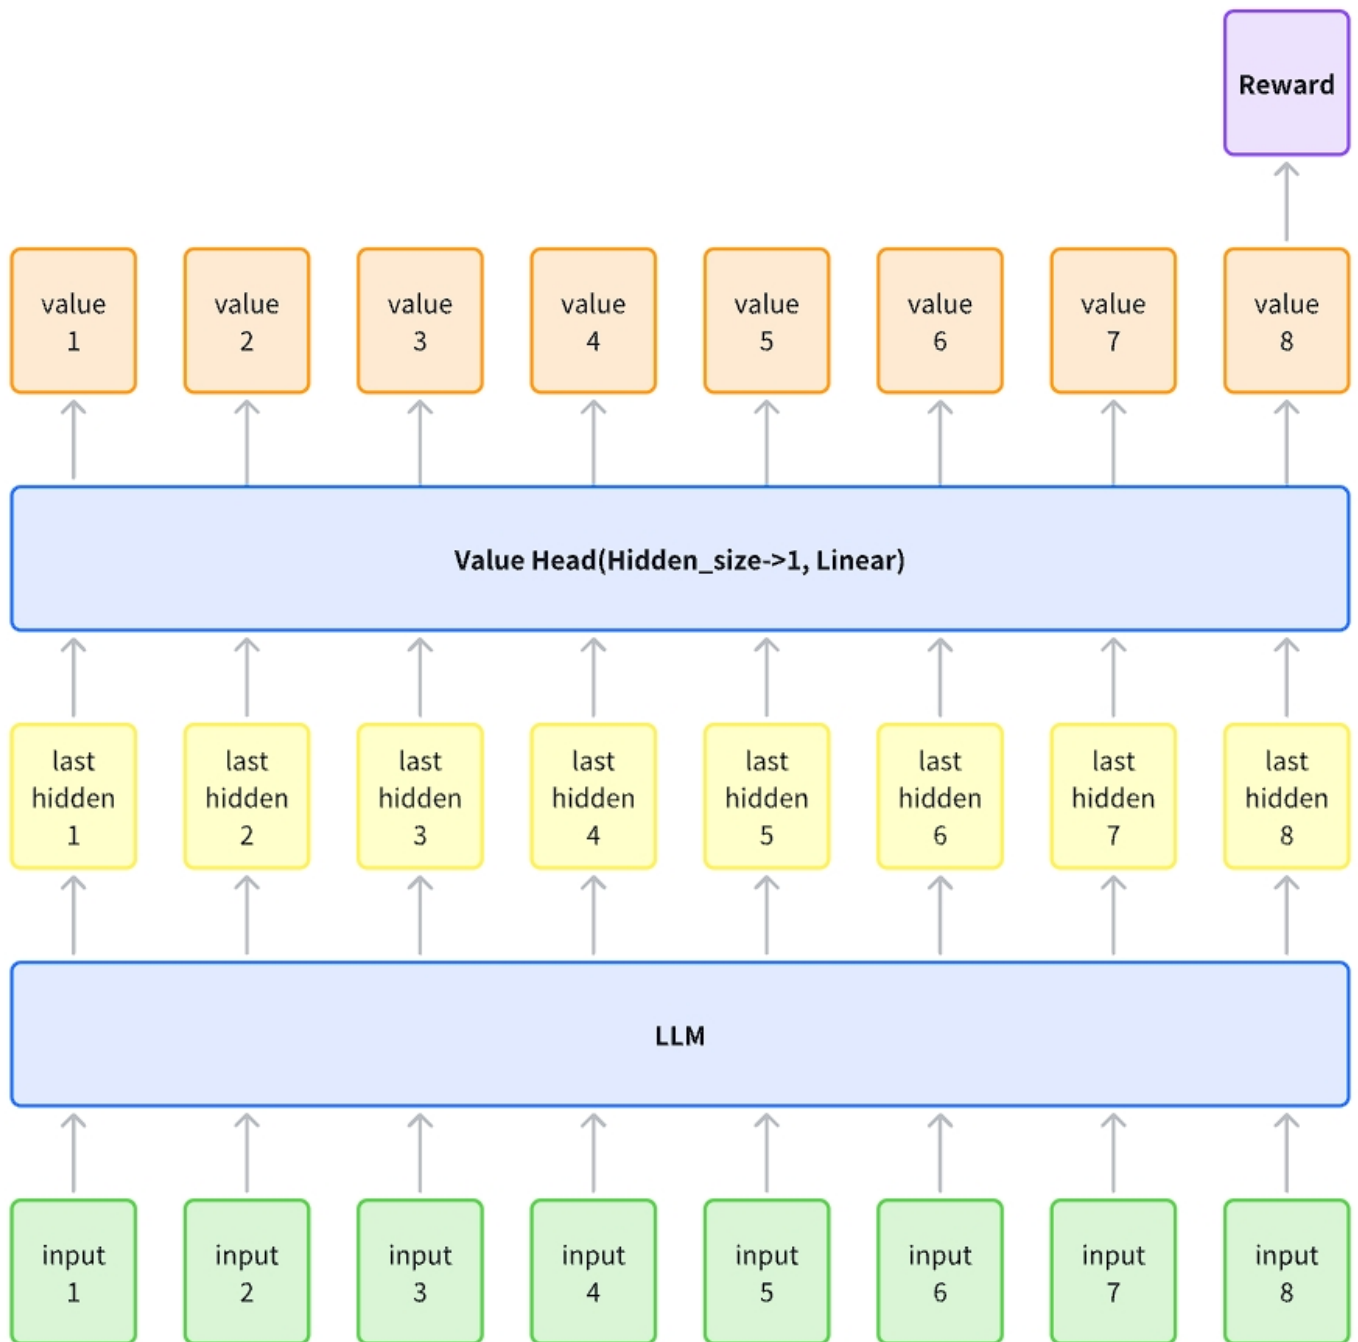 Reward
value
1
value
2
value
3
value
4
value
5
value
6
value
7
value
8
Value Head(Hidden_size->1, Linear)
last
hidden
1
last
hidden
2
last
hidden
3
last
hidden
4
last
hidden
5
last
hidden
6
last
hidden
7
last
hidden
8
LLM
input
1
input
2
input
3
input
4
input
5
input
6
input
7
input
8